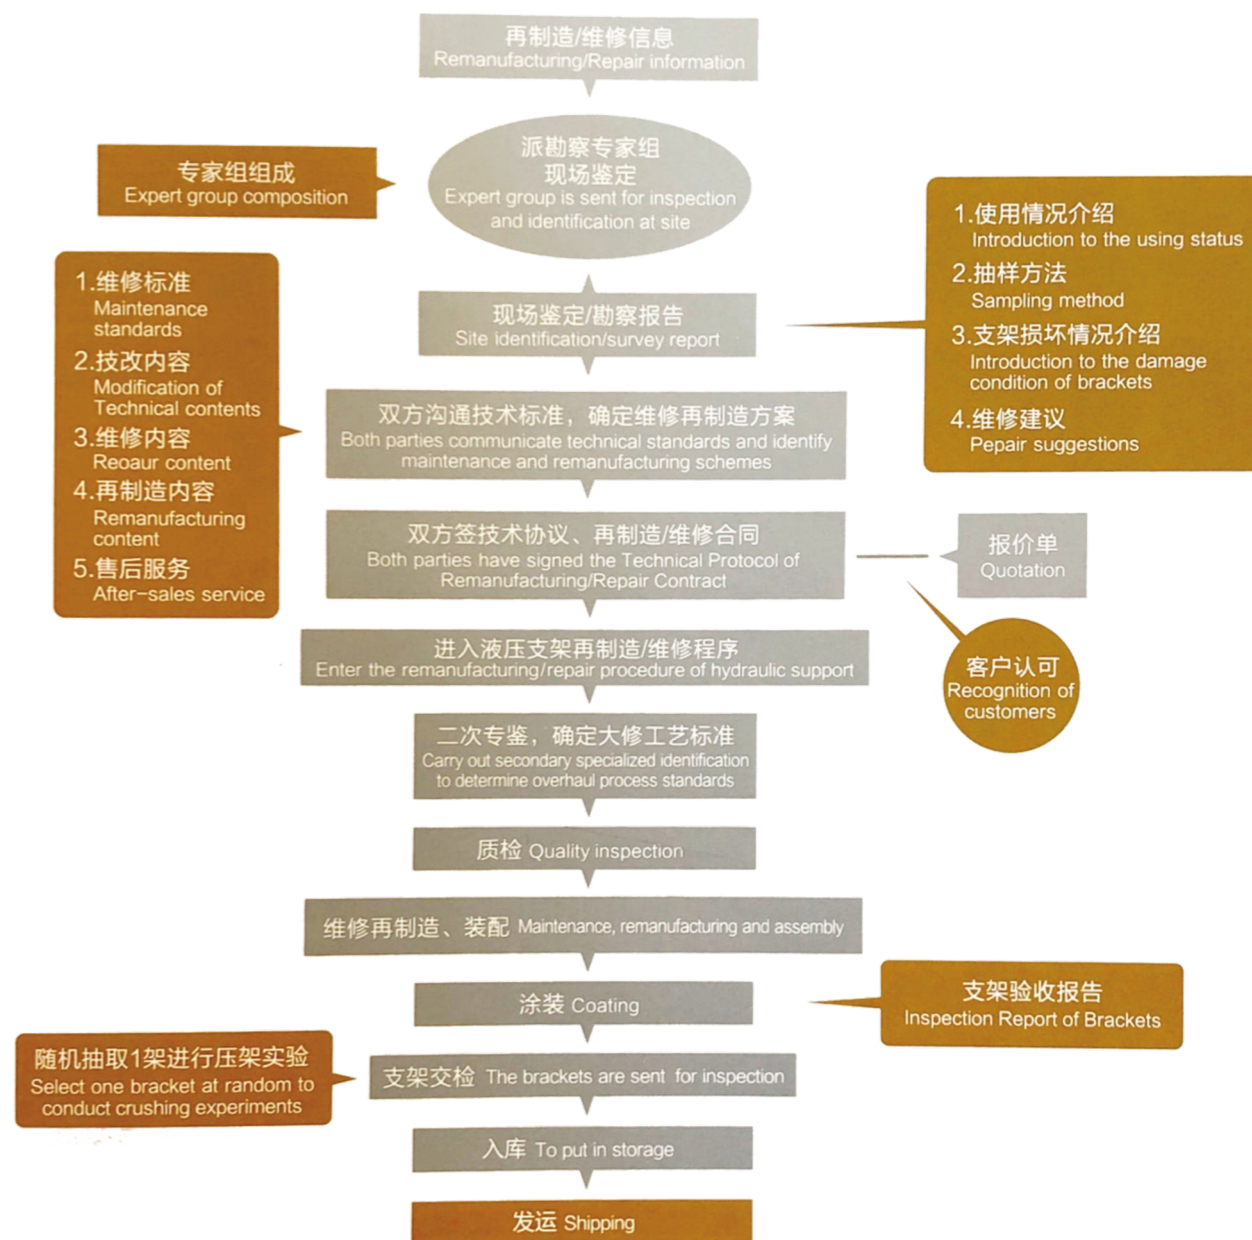 再制造/维修信息
Remanufacturing/Repair information
派勘察专家组
现场鉴定
Expert group is sent for inspection
and identification at site
专家组组成
Expert group composition
1.使用情况介绍
Introduction to the using status
2.抽样方法
Sampling method
3.支架损坏情况介绍
Introduction to the damage
condition of brackets
4.维修建议
Pepair suggestions
现场鉴定/勘察报告
Site identification/survey report
1.维修标准
Maintenance
standards
2.技改内容
Modification of
Technical contents
3.维修内容
Reoaur content
4.再制造内容
Remanufacturing
content
5.售后服务
After-sales service
双方沟通技术标准，确定维修再制造方案
Both parties communicate technical standards and identify
maintenance and remanufacturing schemes
双方签技术协议、再制造/维修合同
Both parties have signed the Technical Protocol of
Remanufacturing/Repair Contract
报价单
Quotation
客户认可
Recognition of
customers
进入液压支架再制造/维修程序
Enter the remanufacturing/repair procedure of hydraulic support
二次专鉴，确定大修工艺标准
Carry out secondary specialized identification
to determine overhaul process standards
质检 Quality inspection
维修再制造、装配 Maintenance, remanufacturing and assembly
涂装 Coating
支架验收报告
Inspection Report of Brackets
随机抽取1架进行压架实验
Select one bracket at random to
conduct crushing experiments
支架交检 The brackets are sent for inspection
入库 To put in storage
发运 Shipping